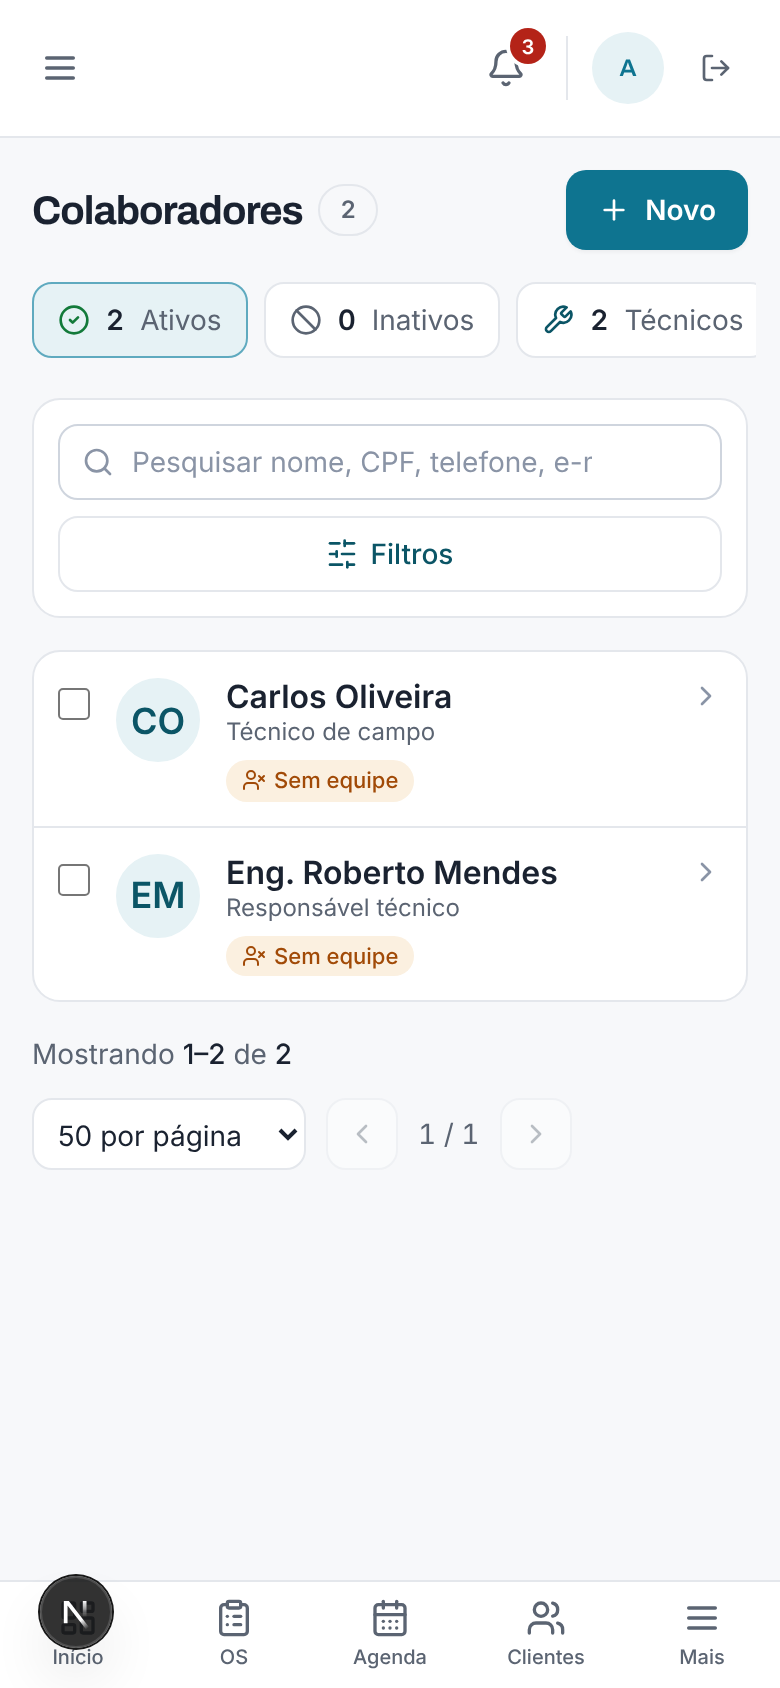 3
A
Colaboradores 2
+ Novo
2 Ativos
0 Inativos
2 Técnicos
Pesquisar nome, CPF, telefone, e-r
Filtros
CO
Carlos Oliveira
Técnico de campo
Sem equipe
EM
Eng. Roberto Mendes
Responsável técnico
Sem equipe
Mostrando 1–2 de 2
50 por página
1 / 1
N
Início
OS
Agenda
Clientes
Mais